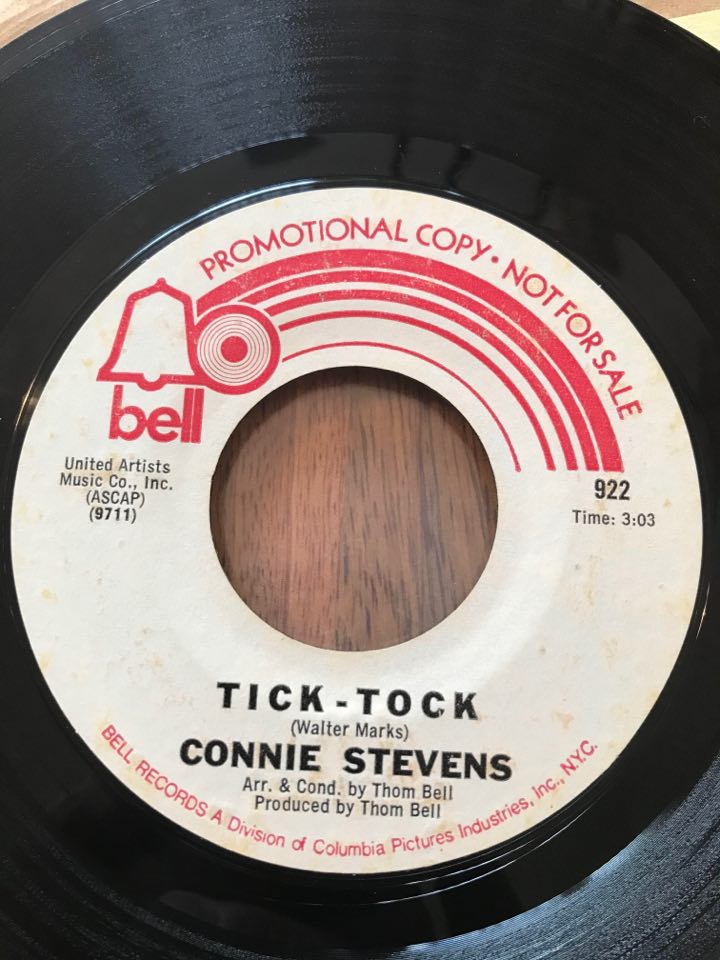 PROMOTIONAL COPY • NOT FOR SALE
bell
United Artists
Music Co., Inc.
(ASCAP)
(9711)
922
Time: 3:03
TICK-TOCK
(Walter Marks)
CONNIE STEVENS
Arr. & Cond. by Thom Bell
Produced by Thom Bell
BELL RECORDS A Division of Columbia Pictures Industries, Inc., N.Y.C.